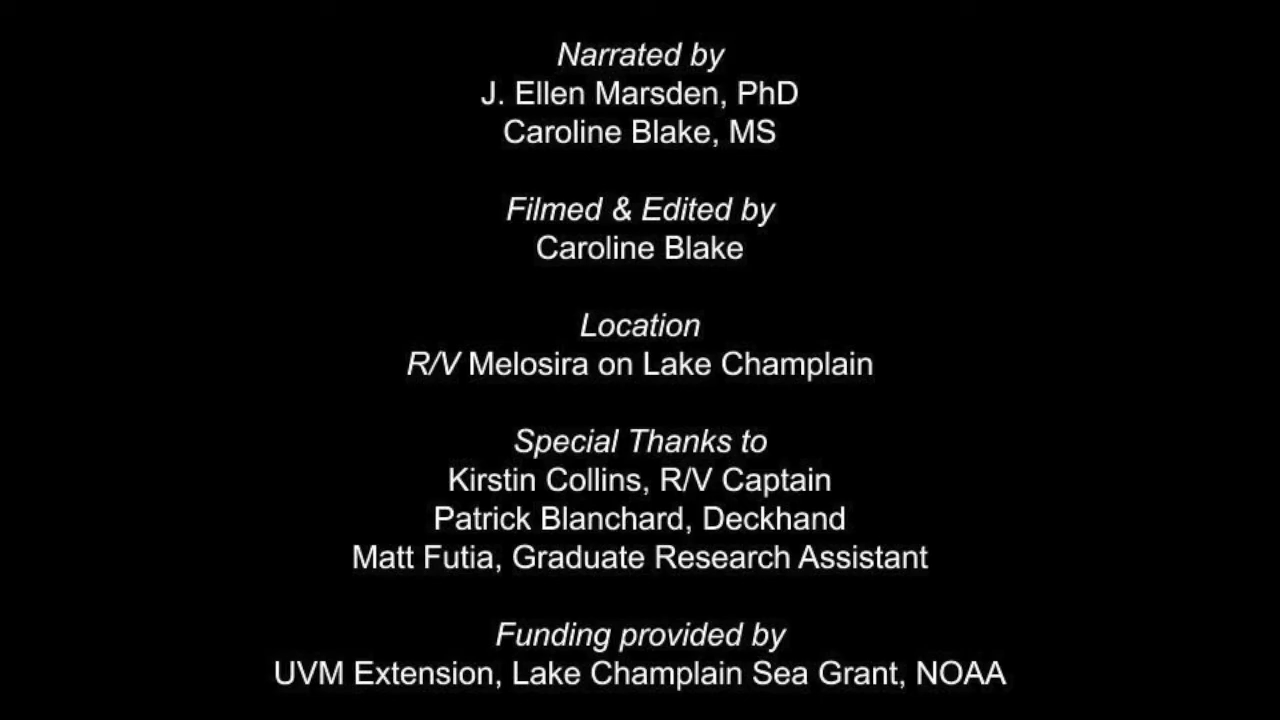 Narrated by
J. Ellen Marsden, PhD
Caroline Blake, MS
Filmed & Edited by
Caroline Blake
Location
R/V Melosira on Lake Champlain
Special Thanks to
Kirstin Collins, R/V Captain
Patrick Blanchard, Deckhand
Matt Futia, Graduate Research Assistant
Funding provided by
UVM Extension, Lake Champlain Sea Grant, NOAA